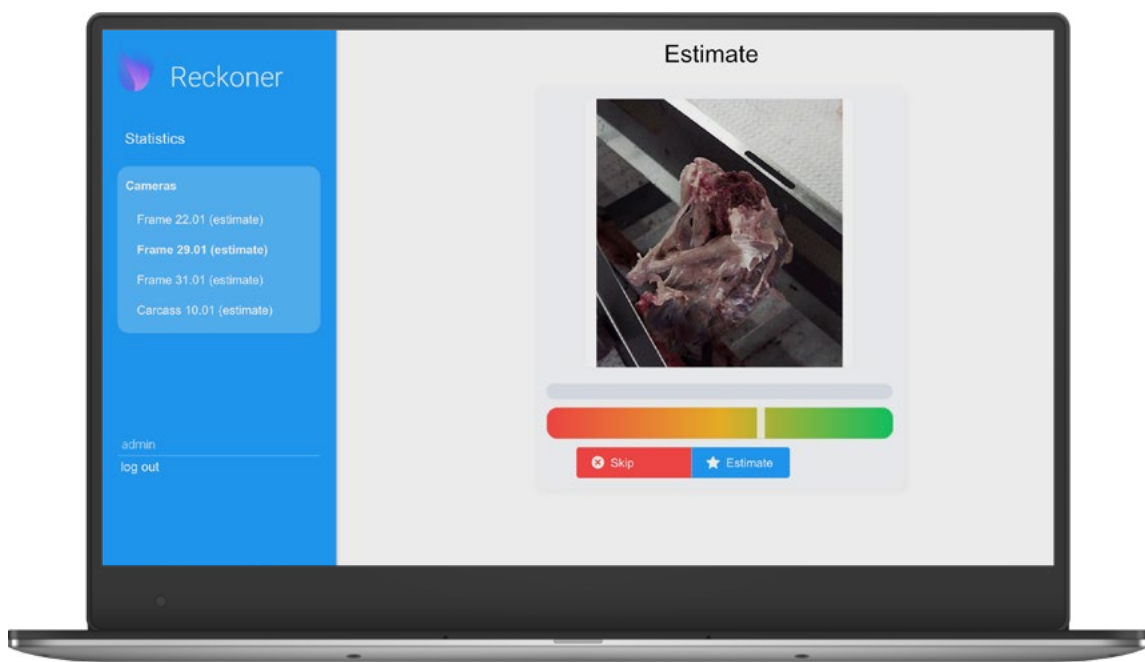 Reckoner
Statistics
Cameras
Frame 22.01 (estimate)
Frame 29.01 (estimate)
Frame 31.01 (estimate)
Carcass 10.01 (estimate)
admin
log out
Estimate
Skip
Estimate